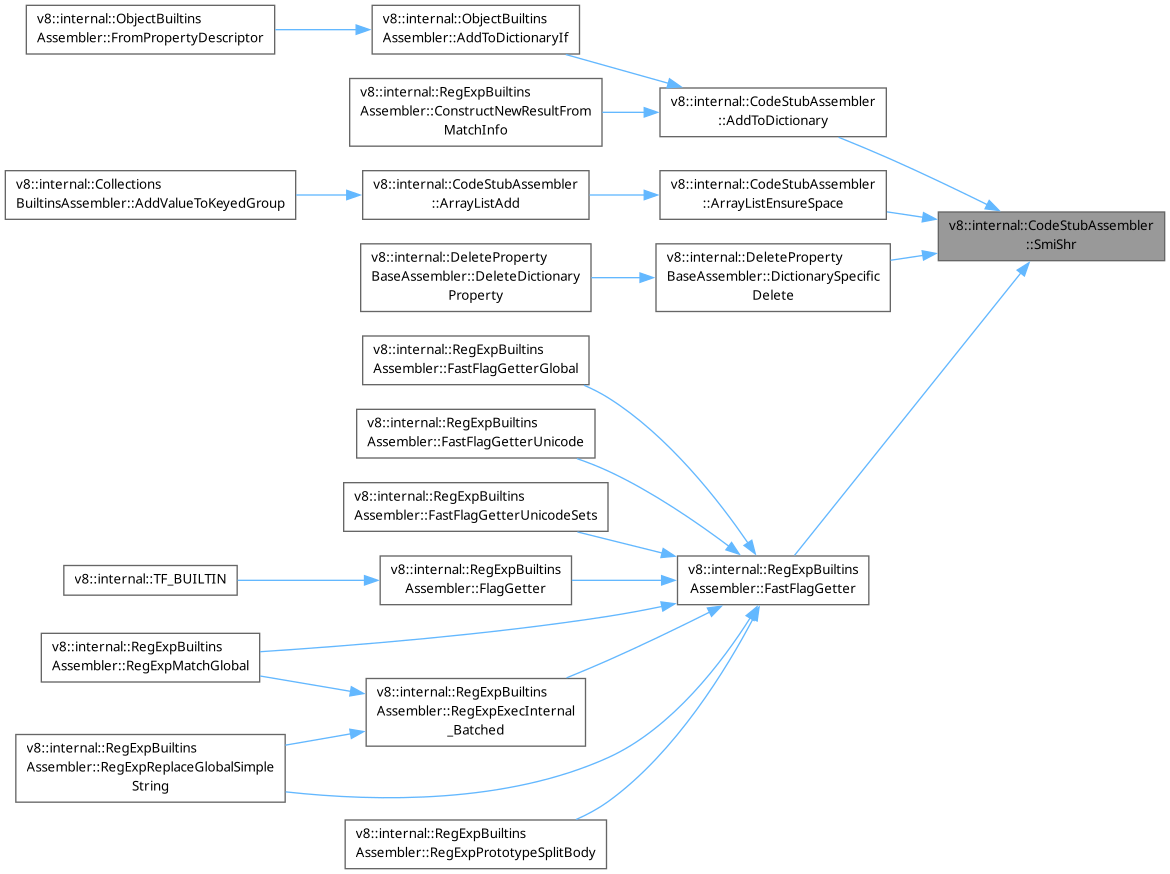 v8::internal::ObjectBuiltins
Assembler::FromPropertyDescriptor
v8::internal::ObjectBuiltins
Assembler::AddToDictionaryIf
v8::internal::RegExpBuiltins
Assembler::ConstructNewResultFrom
MatchInfo
v8::internal::CodeStubAssembler
::AddToDictionary
v8::internal::Collections
BuiltinsAssembler::AddValueToKeyedGroup
v8::internal::CodeStubAssembler
::ArrayListAdd
v8::internal::CodeStubAssembler
::ArrayListEnsureSpace
v8::internal::CodeStubAssembler
::SmiShr
v8::internal::DeleteProperty
BaseAssembler::DeleteDictionary
Property
v8::internal::DeleteProperty
BaseAssembler::DictionarySpecific
Delete
v8::internal::RegExpBuiltins
Assembler::FastFlagGetterGlobal
v8::internal::RegExpBuiltins
Assembler::FastFlagGetterUnicode
v8::internal::RegExpBuiltins
Assembler::FastFlagGetterUnicodeSets
v8::internal::TF_BUILTIN
v8::internal::RegExpBuiltins
Assembler::FlagGetter
v8::internal::RegExpBuiltins
Assembler::FastFlagGetter
v8::internal::RegExpBuiltins
Assembler::RegExpMatchGlobal
v8::internal::RegExpBuiltins
Assembler::RegExpExecInternal
_Batched
v8::internal::RegExpBuiltins
Assembler::RegExpReplaceGlobalSimple
String
v8::internal::RegExpBuiltins
Assembler::RegExpPrototypeSplitBody